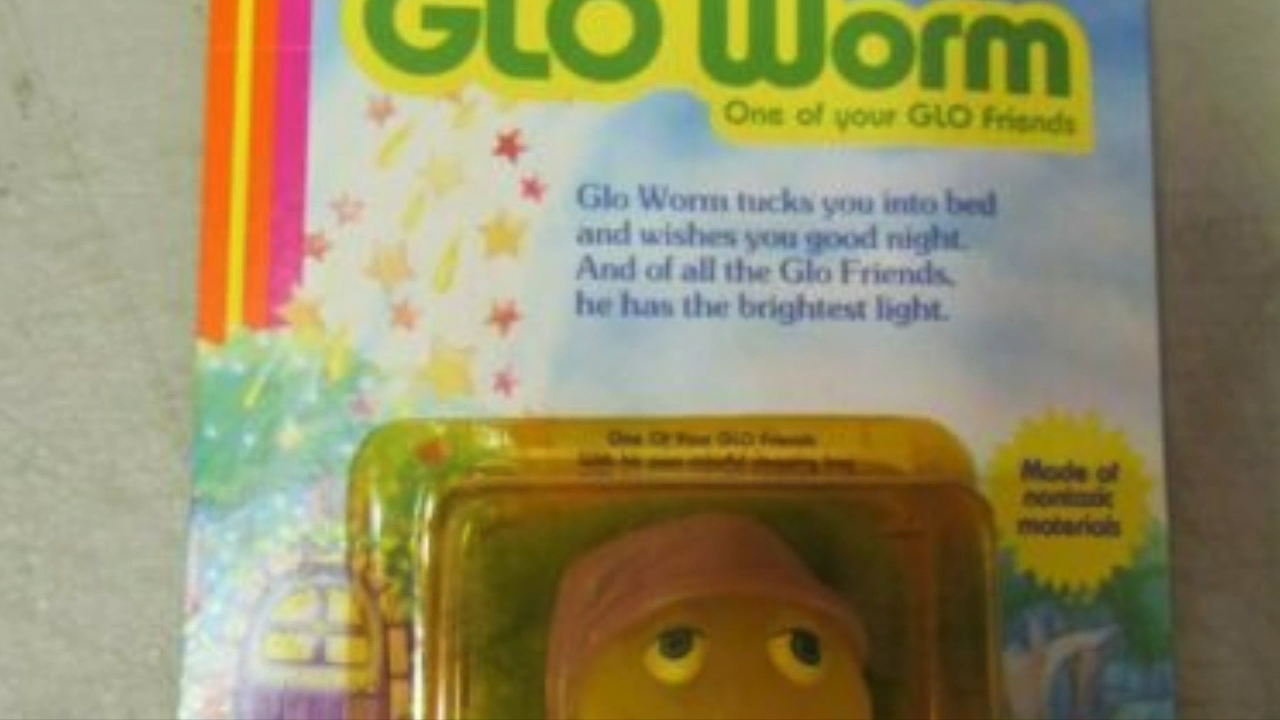 GLO Worm
One of your GLO Friends
Glo Worm tucks you into bed
and wishes you good night.
And of all the Glo Friends,
he has the brightest light.
One Of Your GLO Friends
Made of
nontoxic
materials